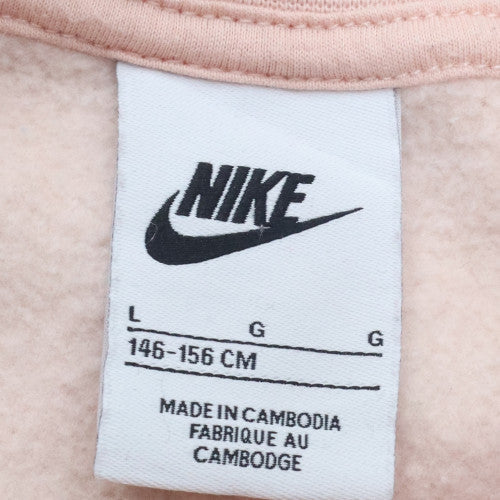 NIKE
L G G
146-156 CM
MADE IN CAMBODIA
FABRIQUE AU
CAMBODGE